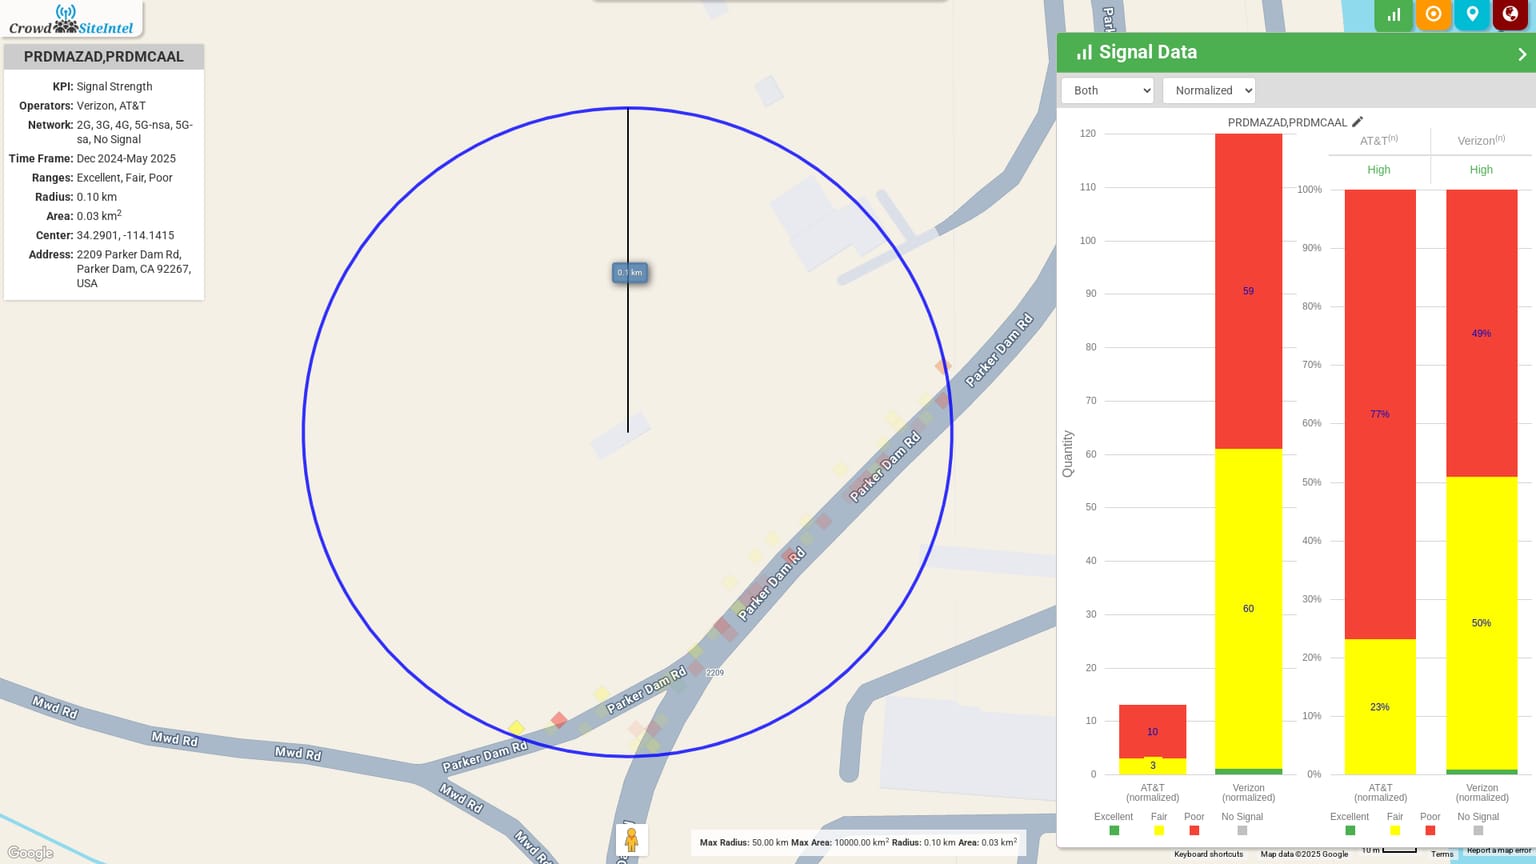 Crowd SiteIntel
PRDMAZAD,PRDMCAAL
KPI: Signal Strength
Operators: Verizon, AT&T
Network: 2G, 3G, 4G, 5G-nsa, 5G-
sa, No Signal
Time Frame: Dec 2024-May 2025
Ranges: Excellent, Fair, Poor
Radius: 0.10 km
Area: 0.03 km²
Center: 34.2901, -114.1415
Address: 2209 Parker Dam Rd,
Parker Dam, CA 92267,
USA
0.1 km
Parker Dam Rd
Parker Dam Rd
Parker Dam Rd
Parker Dam Rd
Parker Dam Rd
2209
Mwd Rd
Mwd Rd
Mwd Rd
Mwd Rd
Mwd Rd
Google
Max Radius: 50.00 km Max Area: 10000.00 km² Radius: 0.10 km Area: 0.03 km²
Signal Data
Both
Normalized
PRDMAZAD,PRDMCAAL
Quantity
120
110
100
90
80
70
60
50
40
30
20
10
0
59
60
10
3
AT&T
(normalized)
Verizon
(normalized)
Excellent
Fair
Poor
No Signal
AT&T(n)
Verizon(n)
High
High
100%
90%
80%
70%
60%
50%
40%
30%
20%
10%
0%
77%
23%
49%
50%
AT&T
(normalized)
Verizon
(normalized)
Excellent
Fair
Poor
No Signal
Keyboard shortcuts
Map data ©2025 Google
10 m
Terms
Report a map error